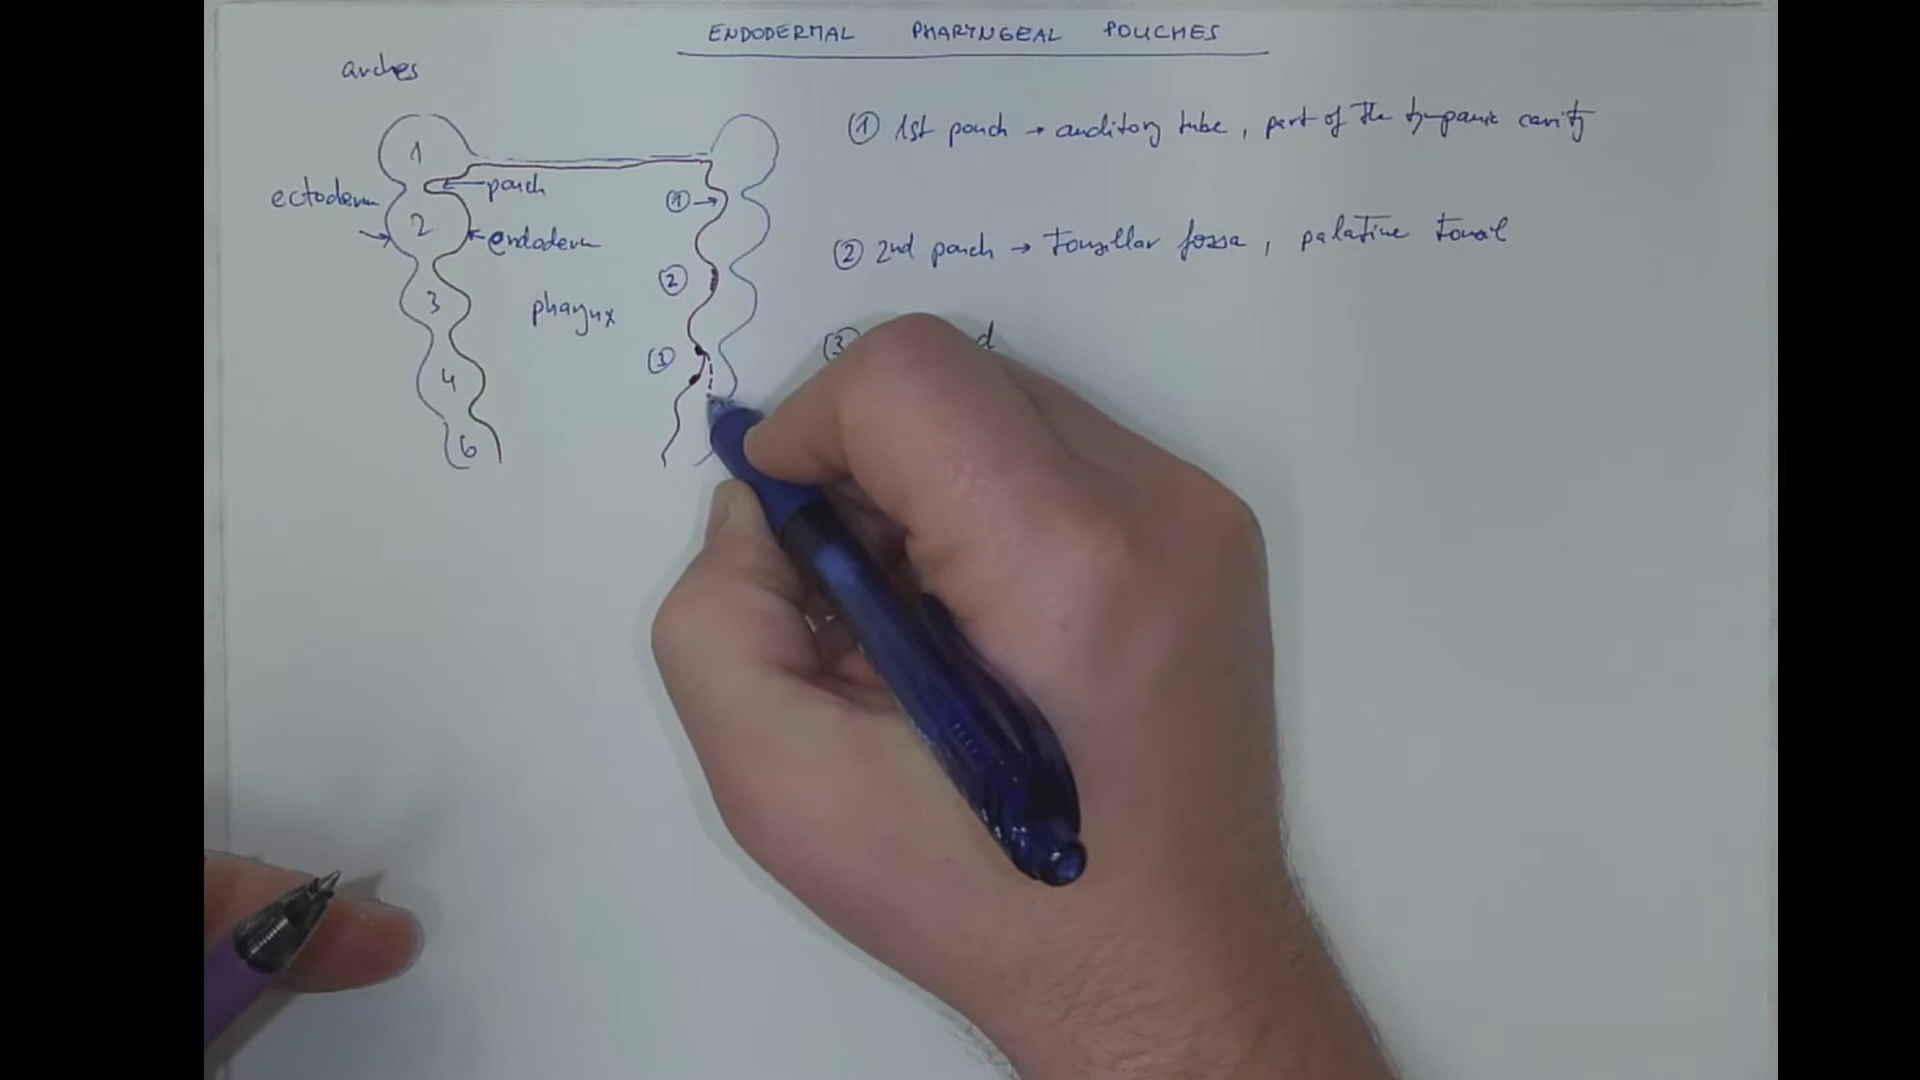 ENDODERMAL PHARYNGEAL POUCHES
arches
① 1st pouch → auditory tube, part of the tympanic cavity
1
pouch
ectoderm
①
2
endoderm
② 2nd pouch → Tonsillar fossa, palatine tonsil
②
3
pharynx
③
③
4
6